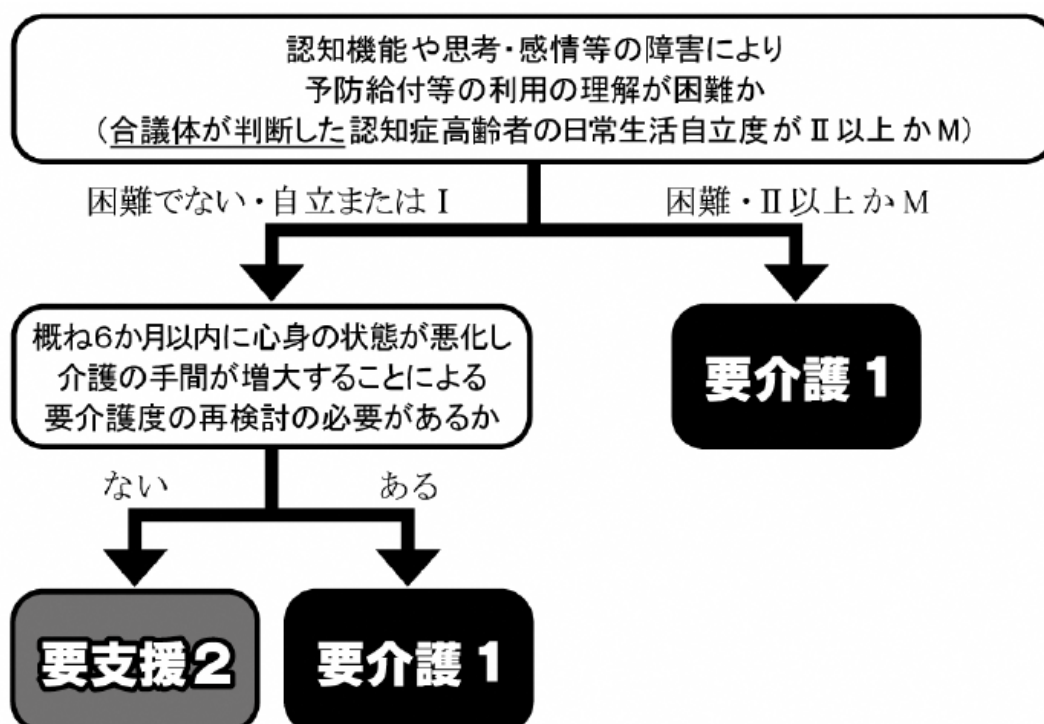 認知機能や思考・感情等の障害により
予防給付等の利用の理解が困難か
（合議体が判断した認知症高齢者の日常生活自立度がⅡ以上かM）
困難でない・自立またはⅠ
困難・Ⅱ以上かM
概ね６か月以内に心身の状態が悪化し
介護の手間が増大することによる
要介護度の再検討の必要があるか
要介護１
ない
ある
要支援２
要介護１